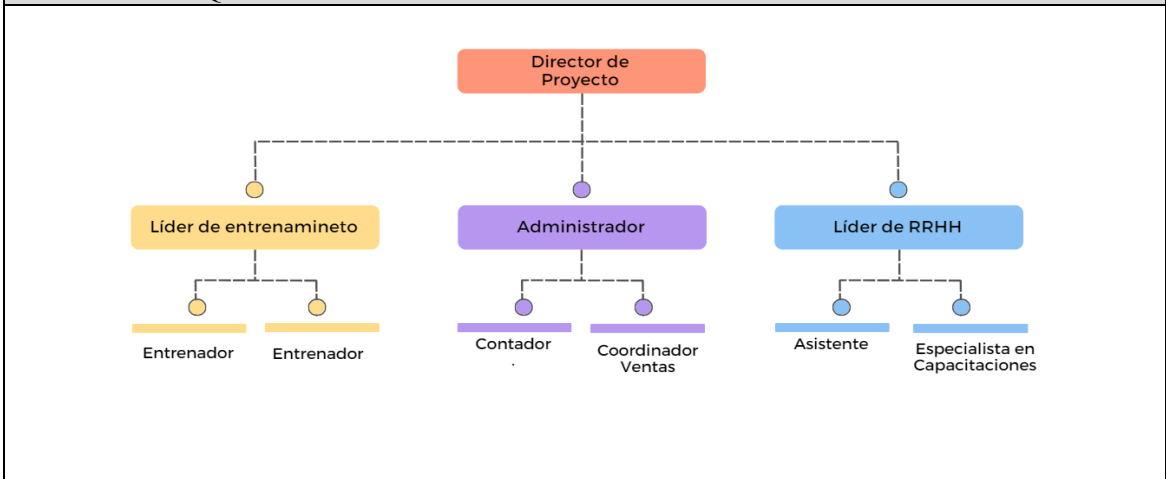 Director de
Proyecto
Líder de entrenamineto
Administrador
Líder de RRHH
Entrenador
Entrenador
Contador
.
Coordinador
Ventas
Asistente
Especialista en
Capacitaciones